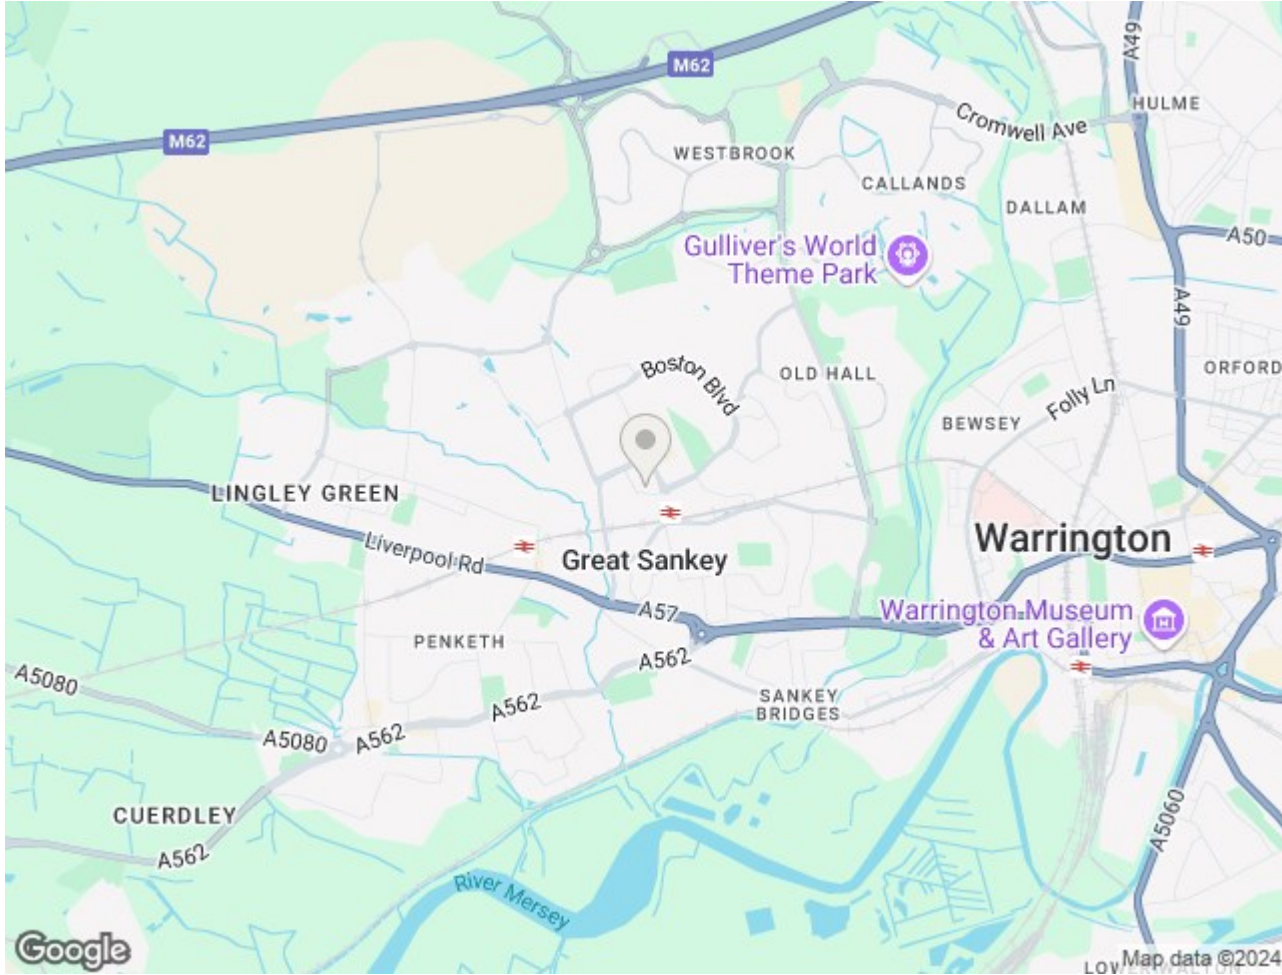 A49
M62
HULME
Cromwell Ave
M62
WESTBROOK
CALLANDS
DALLAM
A50
Gulliver's World
Theme Park
A49
Boston Blvd
OLD HALL
ORFORD
Folly Ln
BEWSEY
LINGLEY GREEN
Warrington
Liverpool Rd
Great Sankey
A57
Warrington Museum
& Art Gallery
PENKETH
A562
A5080
SANKEY
BRIDGES
A562
A5080
A562
CUERDLEY
A5060
A562
River Mersey
Google
Map data ©2024